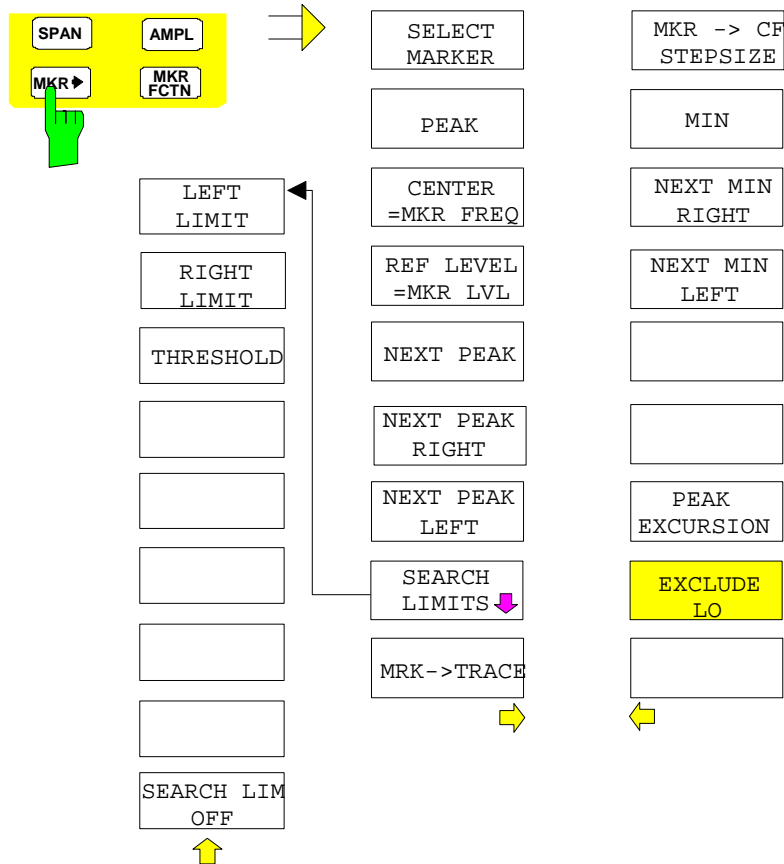 SPAN
AMPL
MKR
MKR
FCTN
SELECT
MARKER
PEAK
CENTER
=MKR FREQ
REF LEVEL
=MKR LVL
NEXT PEAK
NEXT PEAK
RIGHT
NEXT PEAK
LEFT
SEARCH
LIMITS
MRK->TRACE
MKR -> CF
STEPSIZE
MIN
NEXT MIN
RIGHT
NEXT MIN
LEFT
PEAK
EXCURSION
EXCLUDE
LO
LEFT
LIMIT
RIGHT
LIMIT
THRESHOLD
SEARCH LIM
OFF